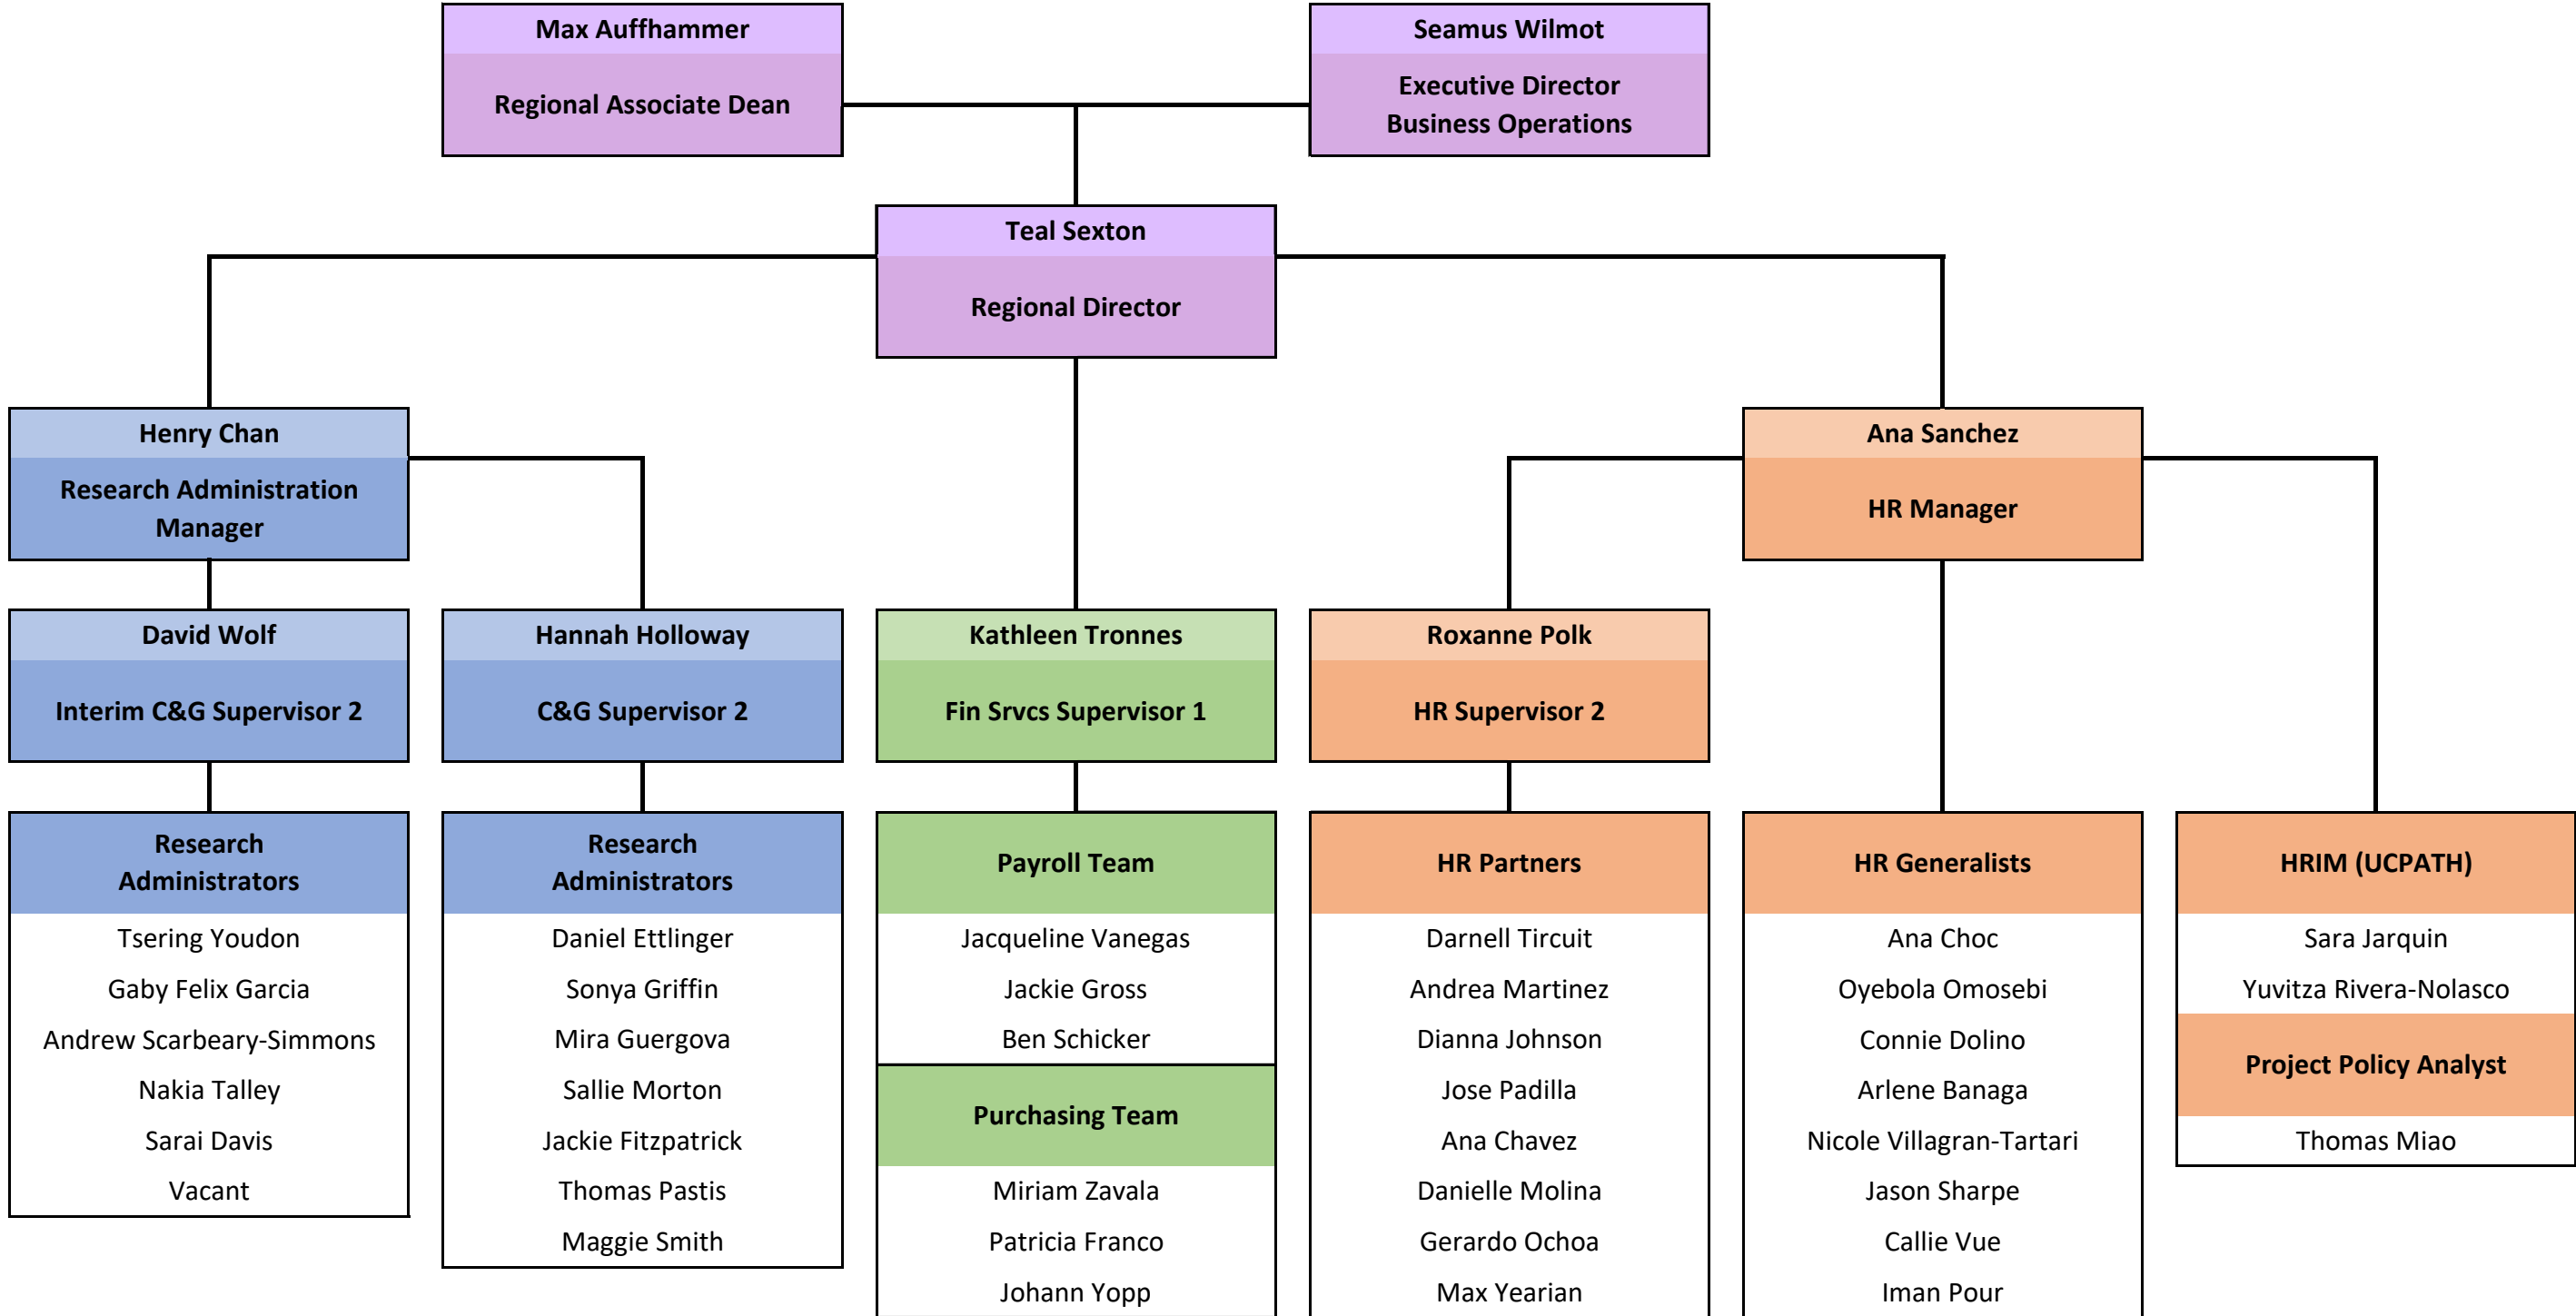 Max Auffhammer
Regional Associate Dean
Seamus Wilmot
Executive Director
Business Operations
Teal Sexton
Regional Director
Henry Chan
Research Administration
Manager
Ana Sanchez
HR Manager
David Wolf
Interim C&G Supervisor 2
Hannah Holloway
C&G Supervisor 2
Kathleen Tronnes
Fin Srvcs Supervisor 1
Roxanne Polk
HR Supervisor 2
Research
Administrators
Tsering Youdon
Gaby Felix Garcia
Andrew Scarbeary-Simmons
Nakia Talley
Sarai Davis
Vacant
Research
Administrators
Daniel Ettlinger
Sonya Griffin
Mira Guergova
Sallie Morton
Jackie Fitzpatrick
Thomas Pastis
Maggie Smith
Payroll Team
Jacqueline Vanegas
Jackie Gross
Ben Schicker
Purchasing Team
Miriam Zavala
Patricia Franco
Johann Yopp
HR Partners
Darnell Tircuit
Andrea Martinez
Dianna Johnson
Jose Padilla
Ana Chavez
Danielle Molina
Gerardo Ochoa
Max Yearian
HR Generalists
Ana Choc
Oyebola Omosebi
Connie Dolino
Arlene Banaga
Nicole Villagran-Tartari
Jason Sharpe
Callie Vue
Iman Pour
HRIM (UCPATH)
Sara Jarquin
Yuvitza Rivera-Nolasco
Project Policy Analyst
Thomas Miao